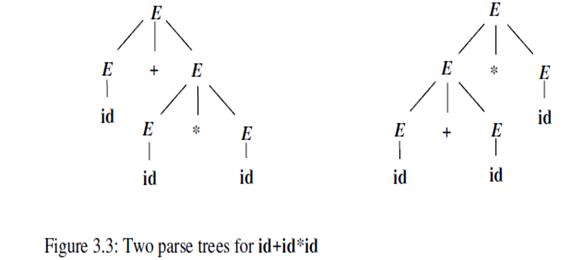 E E
E + E E * E
id E * E E + E id
id id id id
Figure 3.3: Two parse trees for id+id*id